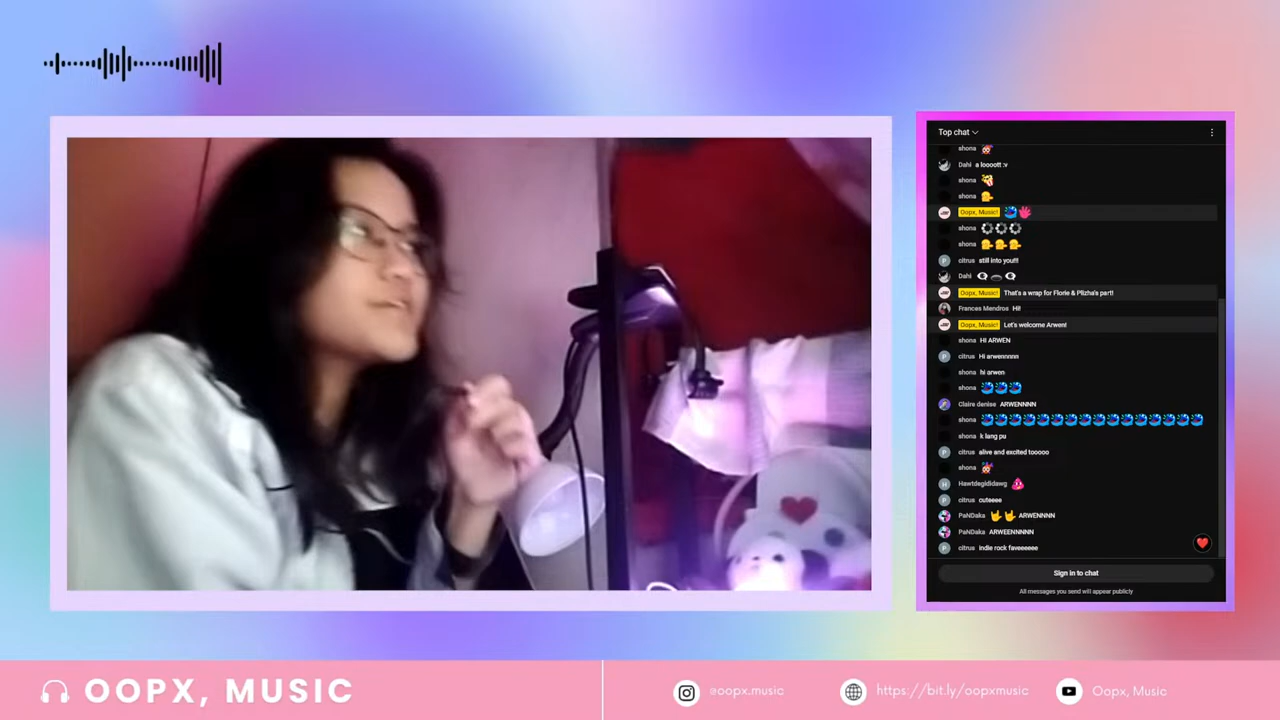 Top chat
shona
Dahi a loooott :v
shona
shona
Oopx, Music!
shona
shona
citrus still into you!!!
Dahi
Oopx, Music! That's a wrap for Florie & Plizha's part!
Frances Mendros Hi!
Oopx, Music! Let's welcome Arwen!
shona HI ARWEN
citrus Hi arwennnnn
shona hi arwen
shona
Claire denise ARWENNNN
shona
shona k lang pu
citrus alive and excited tooooo
shona
Hawtdegididawg
citrus cuteeee
PaNDaka ARWENNNN
PaNDaka ARWEENNNNN
citrus indie rock faveeeeee
Sign in to chat
All messages you send will appear publicly
OOPX, MUSIC
@oopx.music
https://bit.ly/oopxmusic
Oopx, Music